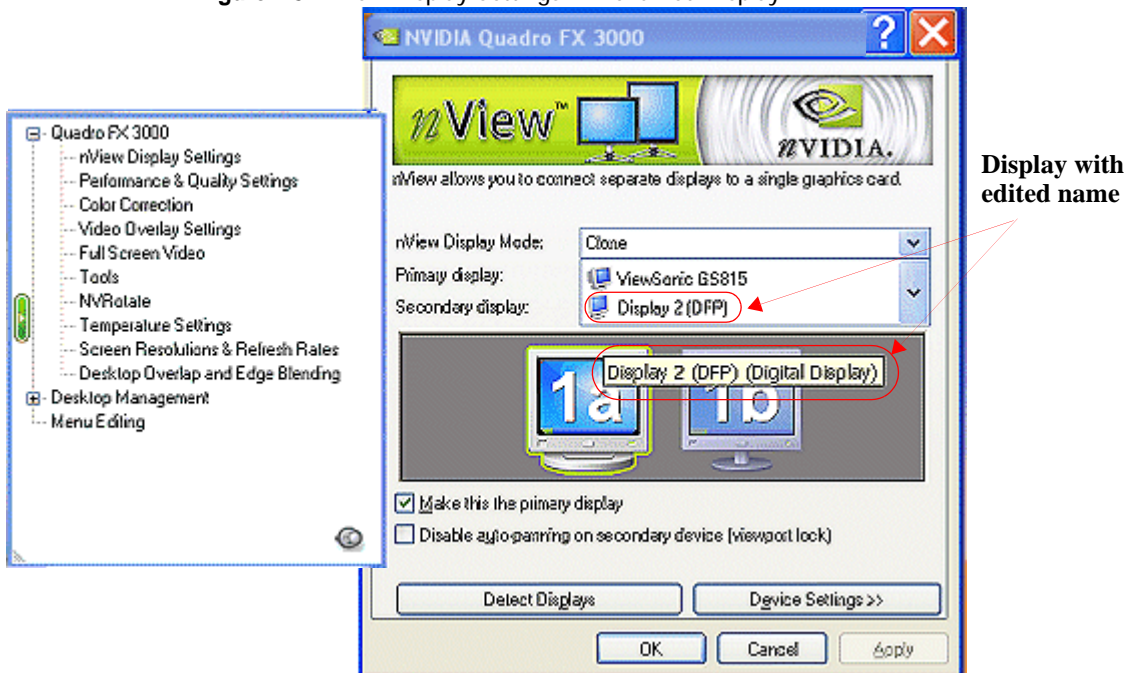 NVIDIA Quadro FX 3000
?
nView™
nVIDIA.
nView allows you to connect separate displays to a single graphics card.
Quadro FX 3000
nView Display Settings
Performance & Quality Settings
Color Correction
Video Overlay Settings
Full Screen Video
Tools
NVRotate
Temperature Settings
Screen Resolutions & Refresh Rates
Desktop Overlap and Edge Blending
Desktop Management
Menu Editing
nView Display Mode:
Clone
Primary display:
ViewSonic GS815
Secondary display:
Display 2 (DFP)
Display with
edited name
1a
1b
Display 2 (DFP) (Digital Display)
Make this the primary display
Disable auto-panning on secondary device (viewport lock)
Detect Displays
Device Settings >>
OK
Cancel
Apply